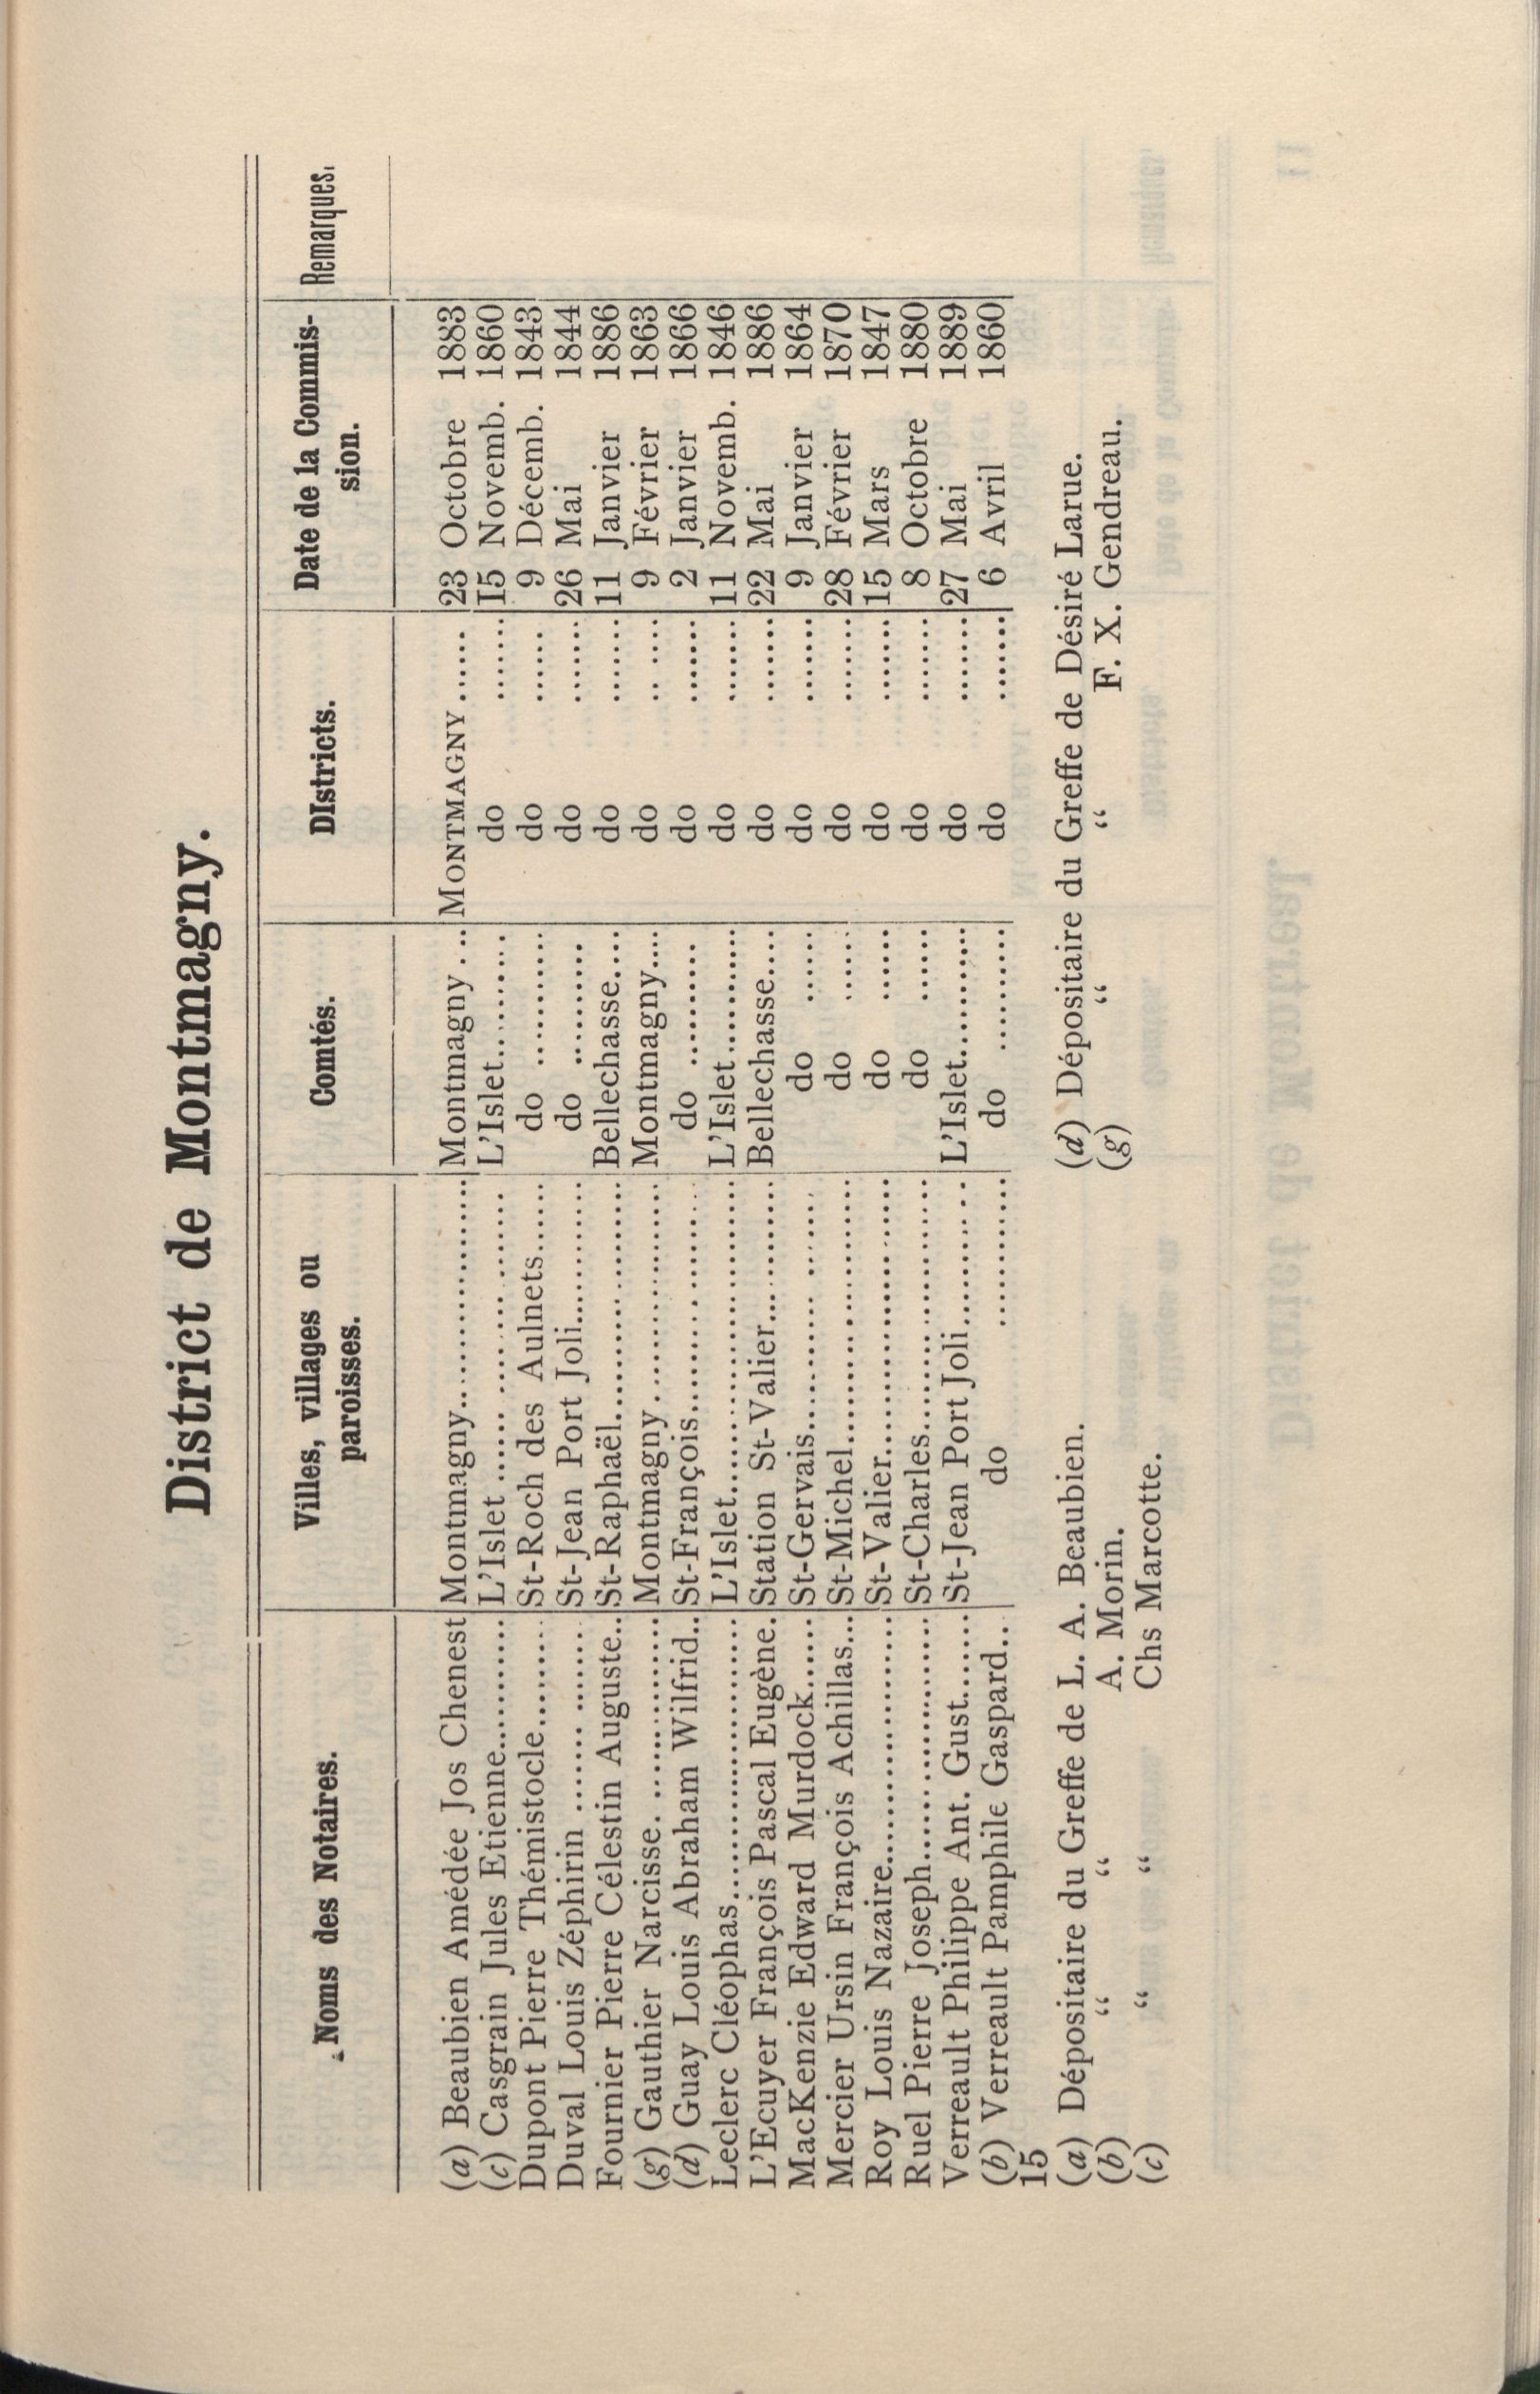 District de Montmagny.
Noms des Notaires. Villes, villages ou paroisses. Comtés. DIstricts. Date de la Commis-sion. Remarques.
(a) Beaubien Amédée Jos Chenest Montmagny.................. Montmagny ... MONTMAGNY ...... 23 Octobre 1883
(c) Casgrain Jules Etienne........... L'Islet .................. L'Islet.......... do ....... 15 Novemb. 1860
Dupont Pierre Thémistocle......... St-Roch des Aulnets...... do .......... do ...... 9 Décemb. 1843
Duval Louis Zéphirin .............. St-Jean Port Joli........... do ......... do ....... 26 Mai 1844
Fournier Pierre Célestin Auguste.. St-Raphaël.................. Bellechasse.... do ....... 11 Janvier 1886
(g) Gauthier Narcisse. ............... Montmagny .................. Montmagny.... do .. .... 9 Février 1863
(d) Guay Louis Abraham Wilfrid.. St-François.................. do .......... do ....... 2 Janvier 1866
Leclerc Cléophas..................... L'Islet....................... L'Islet........... do ....... 11 Novemb. 1846
L'Ecuyer François Pascal Eugène. Station St-Valier............ Bellechasse.... do ....... 22 Mai 1886
MacKenzie Edward Murdock...... St-Gervais.................. do ...... do ....... 9 Janvier 1864
Mercier Ursin François Achillas... St-Michel.................... do ...... do ....... 28 Février 1870
Roy Louis Nazaire.................. St-Valier..................... do ...... do ....... 15 Mars 1847
Ruel Pierre Joseph.................. St-Charles................... do ...... do ....... 8 Octobre 1880
Verreault Philippe Ant. Gust....... St-Jean Port Joli........... L'Islet........... do ....... 27 Mai 1889
(b) Verreault Pamphile Gaspard... do ........... do .......... do ....... 6 Avril 1860
15
(a) Dépositaire du Greffe de L. A. Beaubien. (d) Dépositaire du Greffe de Désiré Larue.
(b) “ “ A. Morin. (g) “ “ F. X. Gendreau.
(c) “ “ Chs Marcotte.